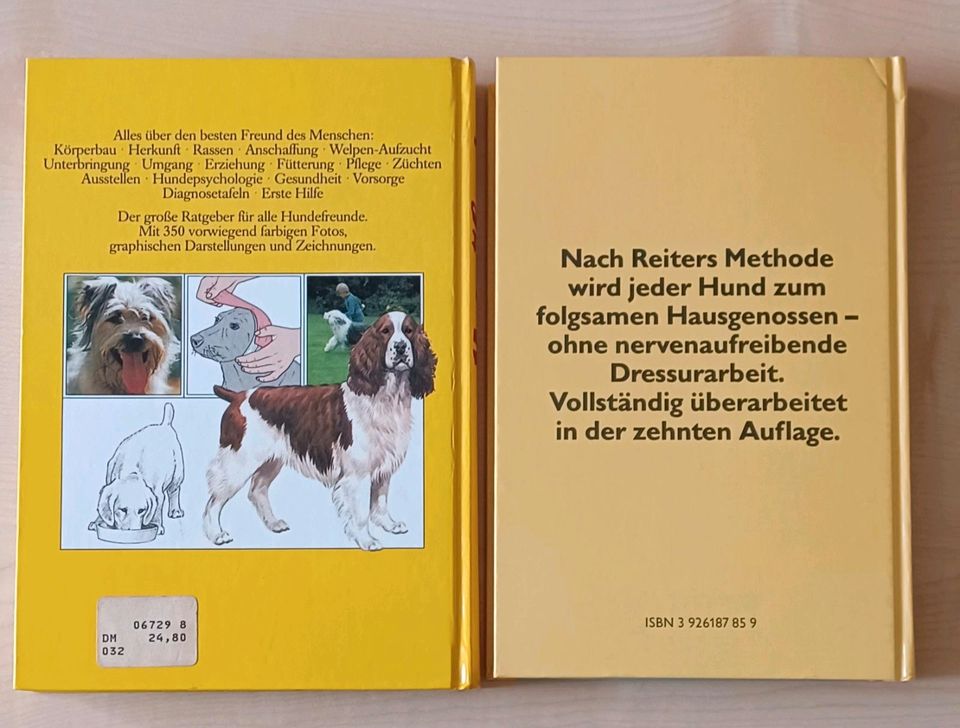 Alles über den besten Freund des Menschen:
Körperbau · Herkunft · Rassen · Anschaffung · Welpen-Aufzucht
Unterbringung · Umgang · Erziehung · Fütterung · Pflege · Züchten
Ausstellen · Hundepsychologie · Gesundheit · Vorsorge
Diagnosetafeln · Erste Hilfe
Der große Ratgeber für alle Hundefreunde.
Mit 350 vorwiegend farbigen Fotos,
graphischen Darstellungen und Zeichnungen.
06729 8
DM 24,80
032
Nach Reiters Methode
wird jeder Hund zum
folgsamen Hausgenossen –
ohne nervenaufreibende
Dressurarbeit.
Vollständig überarbeitet
in der zehnten Auflage.
ISBN 3 926187 85 9